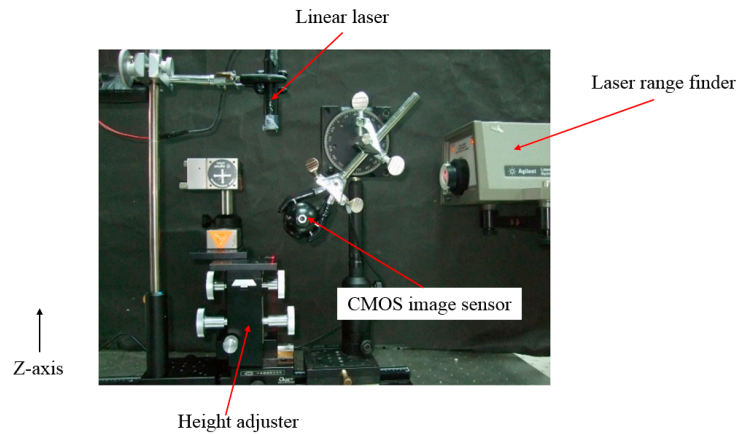 Linear laser
Laser range finder
Agilent
CMOS image sensor
Z-axis
Height adjuster